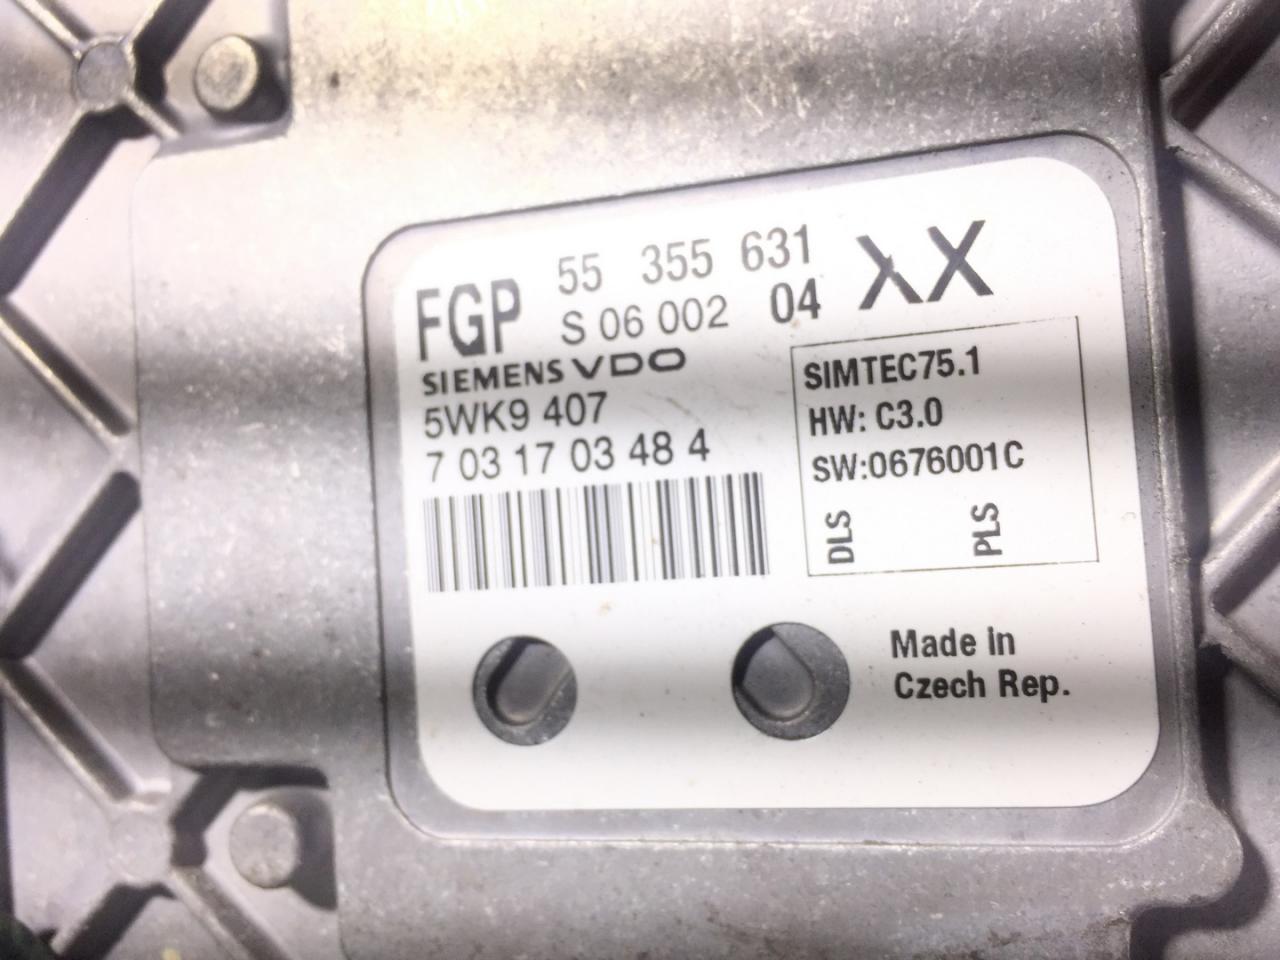 FGP 55 355 631 XX
S 06 002 04
SIEMENS VDO
5WK9 407
7 03 17 03 48 4
SIMTEC75.1
HW: C3.0
SW:0676001C
DLS PLS
Made in
Czech Rep.